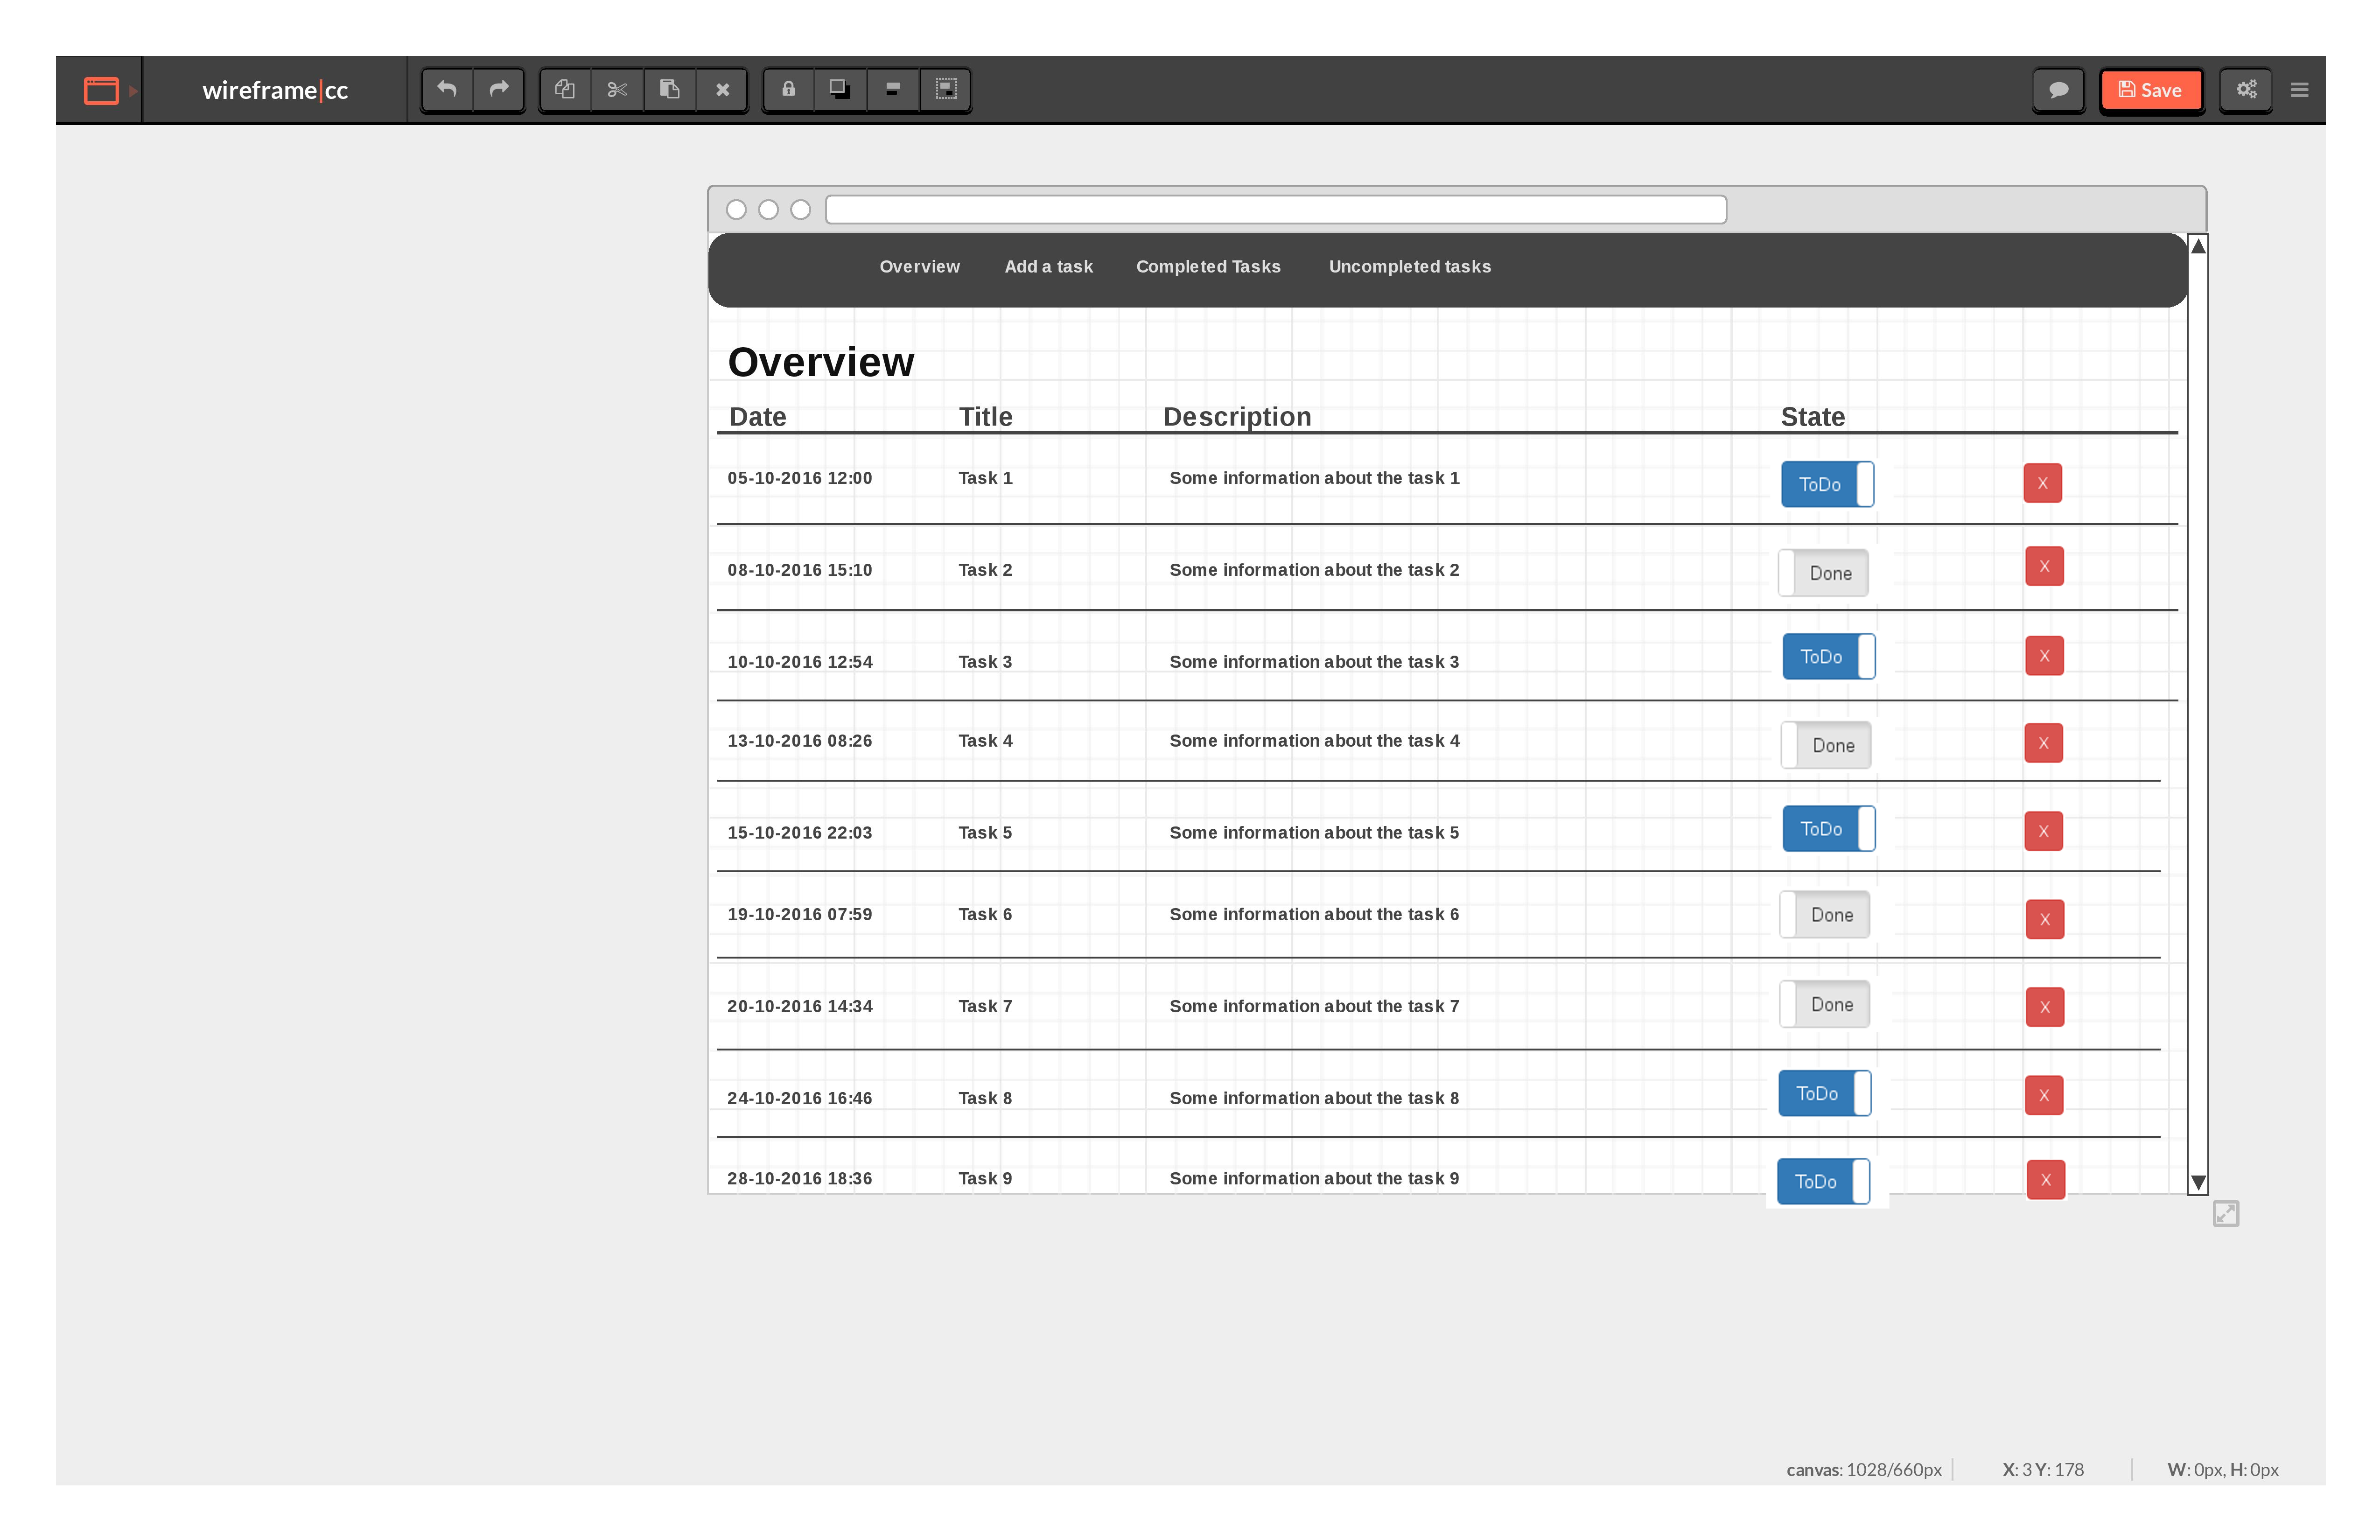 wireframe|cc Save
Overview Add a task Completed Tasks Uncompleted tasks
Overview
Date Title Description State
05-10-2016 12:00 Task 1 Some information about the task 1 ToDo X
08-10-2016 15:10 Task 2 Some information about the task 2 Done X
10-10-2016 12:54 Task 3 Some information about the task 3 ToDo X
13-10-2016 08:26 Task 4 Some information about the task 4 Done X
15-10-2016 22:03 Task 5 Some information about the task 5 ToDo X
19-10-2016 07:59 Task 6 Some information about the task 6 Done X
20-10-2016 14:34 Task 7 Some information about the task 7 Done X
24-10-2016 16:46 Task 8 Some information about the task 8 ToDo X
28-10-2016 18:36 Task 9 Some information about the task 9 ToDo X
canvas: 1028/660px X: 3 Y: 178 W: 0px, H: 0px